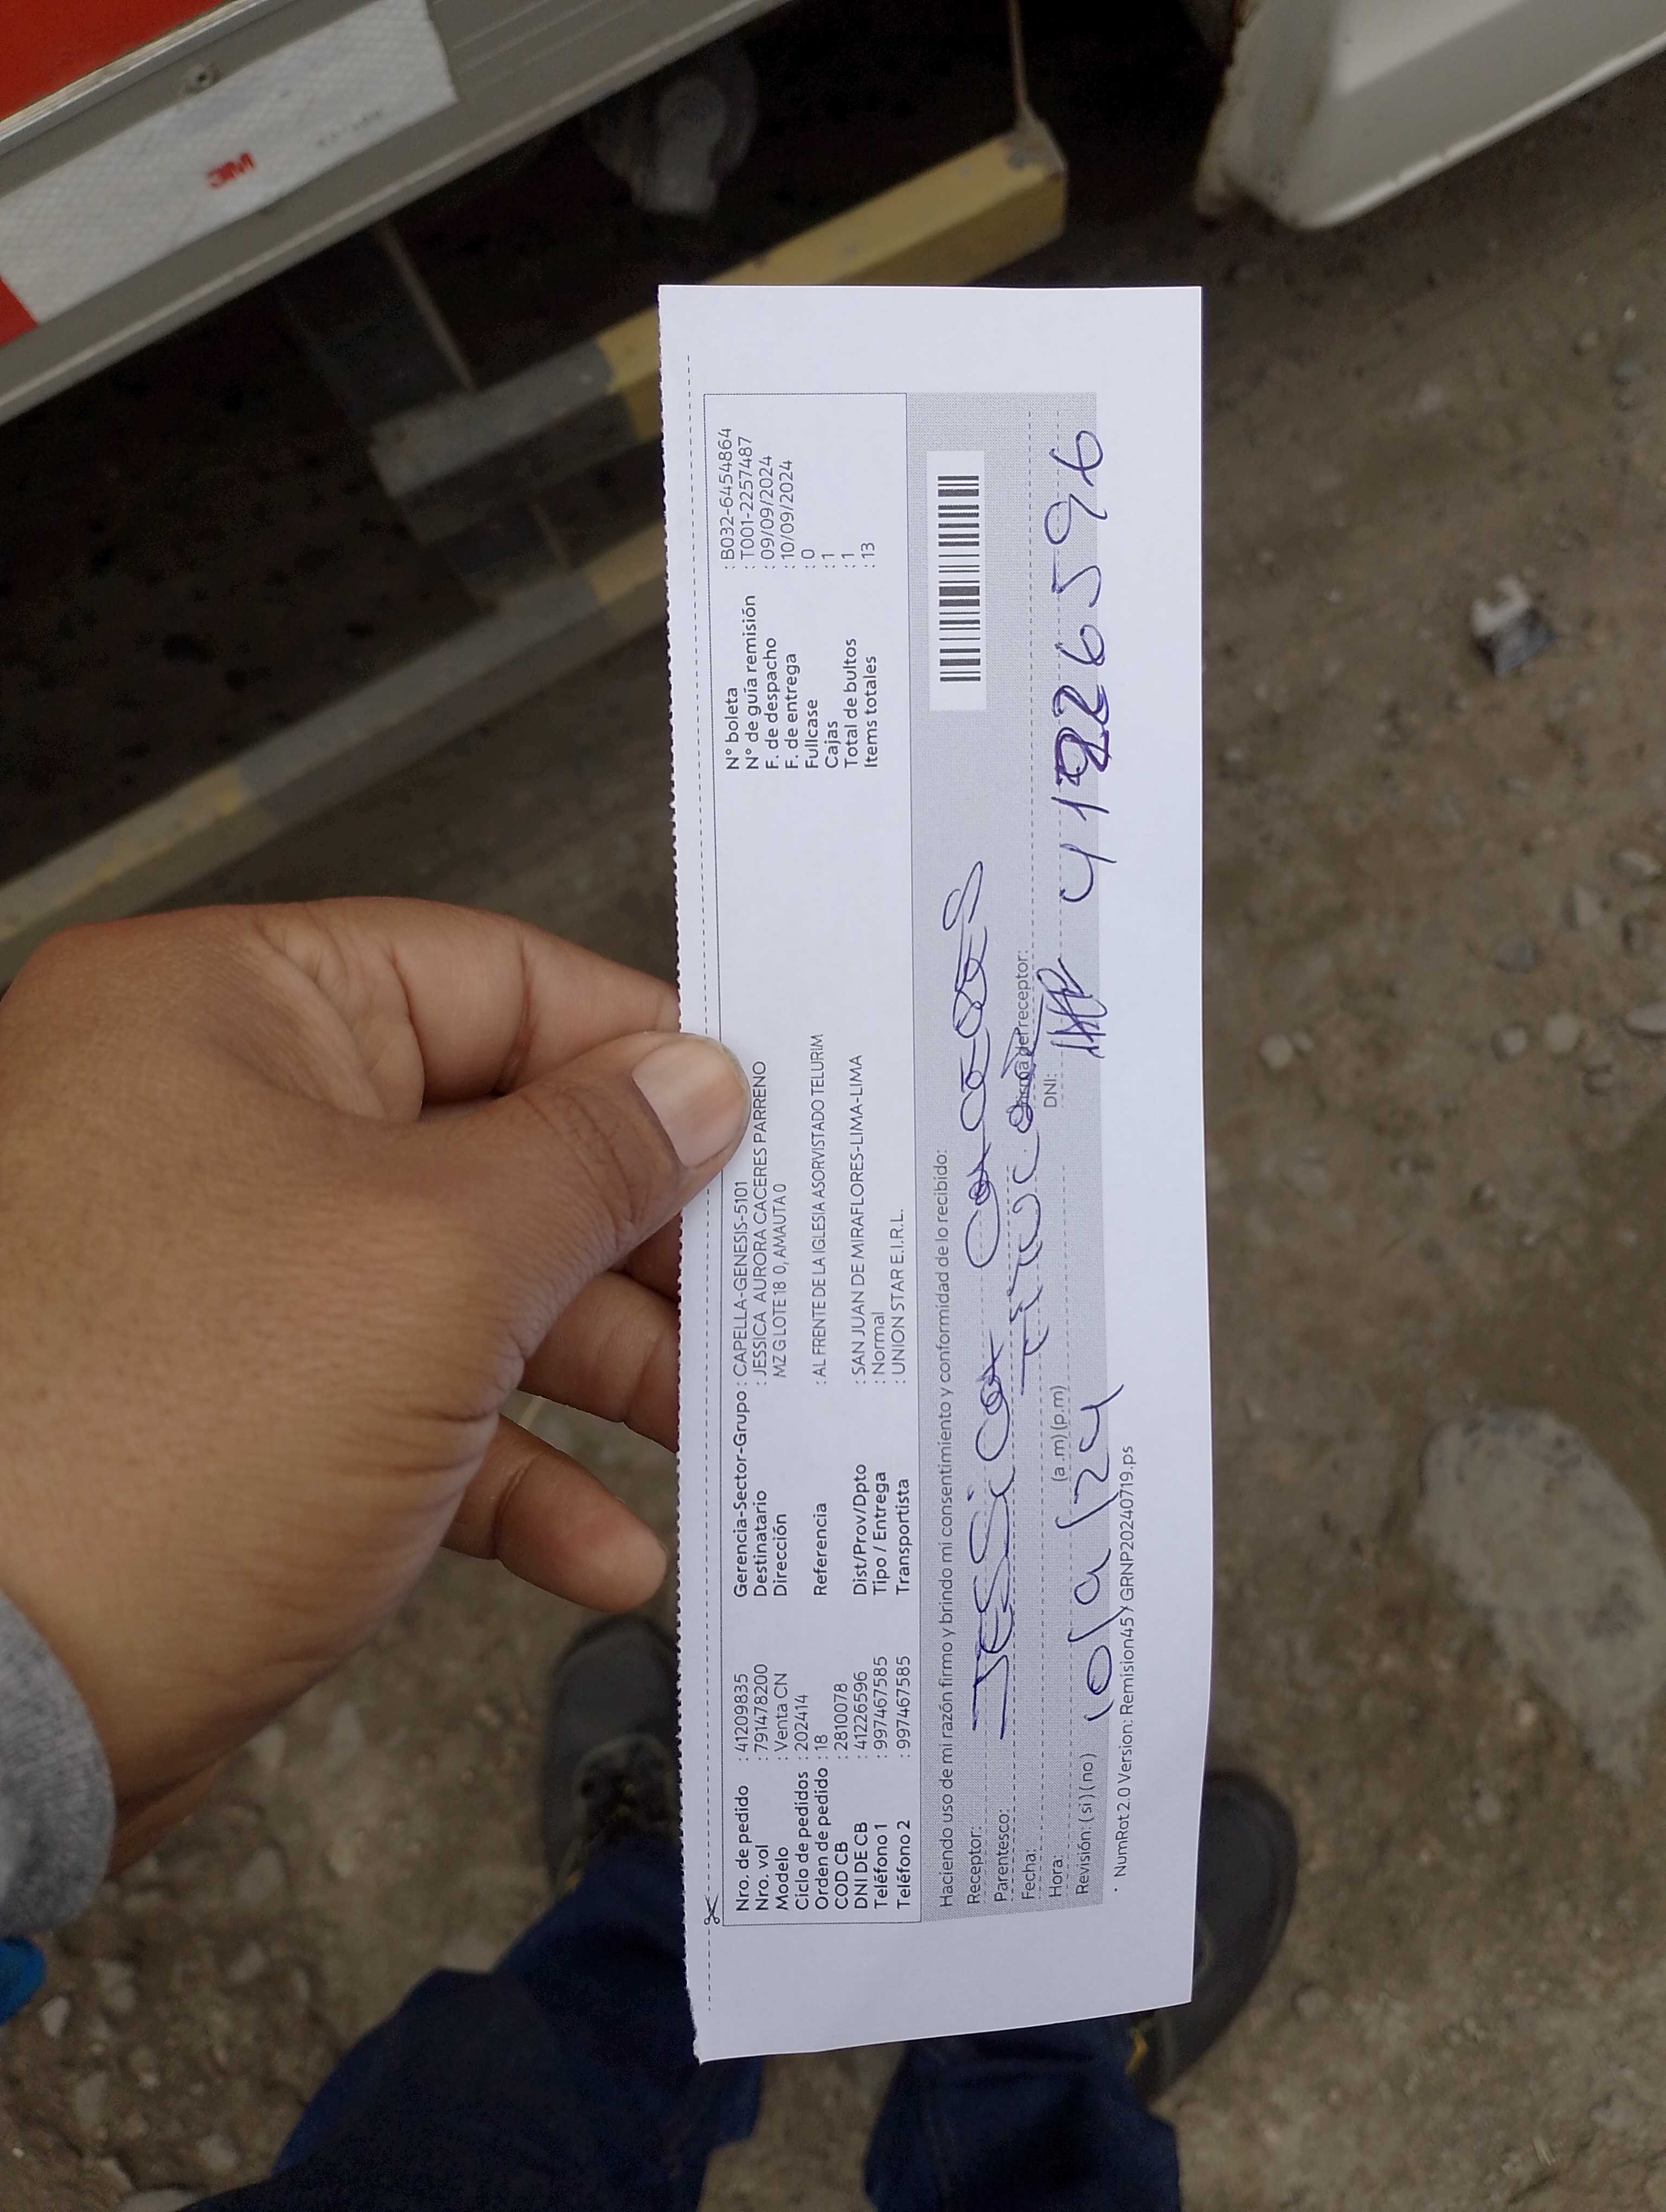 3M
Nro. de pedido : 41209835
Nro. vol : 791478200
Modelo : Venta CN
Ciclo de pedidos : 202414
Orden de pedido : 18
COD CB : 2810078
DNI DE CB : 41226596
Teléfono 1 : 997467585
Teléfono 2 : 997467585
Gerencia-Sector-Grupo : CAPELLA-GENESIS-5101
Destinatario : JESSICA AURORA CACERES PARRENO
Dirección MZ G LOTE 18 0, AMAUTA 0
Referencia : AL FRENTE DE LA IGLESIA ASORVISTADO TELURIM
Dist/Prov/Dpto : SAN JUAN DE MIRAFLORES-LIMA-LIMA
Tipo / Entrega : Normal
Transportista : UNION STAR E.I.R.L.
N° boleta : B032-6454864
N° de guía remisión : T001-2257487
F. de despacho : 09/09/2024
F. de entrega : 10/09/2024
Fullcase : 0
Cajas : 1
Total de bultos : 1
Items totales : 13
Haciendo uso de mi razón firmo y brindo mi consentimiento y conformidad de lo recibido:
Receptor: Jessica Caceres
Parentesco:
Fecha: Firma del receptor:
Hora: 10/9/24 (a.m) (p.m) DNI: 41226596
Revisión: (si) (no)
* NumRot 2.0 Version: Remision45 Y GRNP20240719.ps